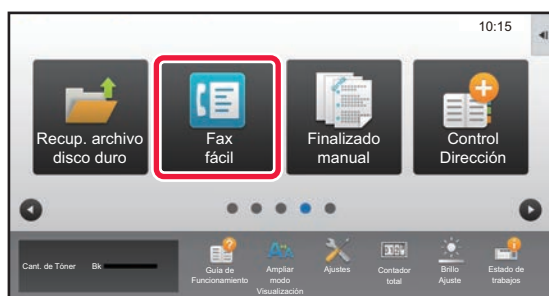 10:15
Recup. archivo
disco duro
Fax
fácil
Finalizado
manual
Control
Dirección
Cant. de Tóner Bk
Guía de
Funcionamiento
Ampliar
modo
Visualización
Ajustes
Contador
total
Brillo
Ajuste
Estado de
trabajos